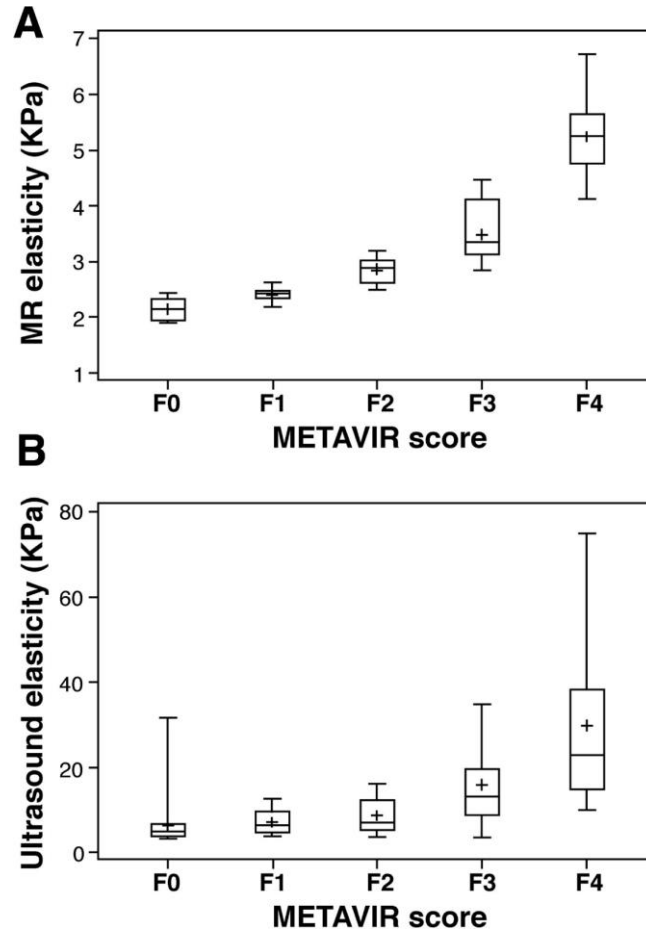 A
MR elasticity (KPa)
7
6
5
4
3
2
1
F0 F1 F2 F3 F4
METAVIR score
B
Ultrasound elasticity (KPa)
80
60
40
20
0
F0 F1 F2 F3 F4
METAVIR score